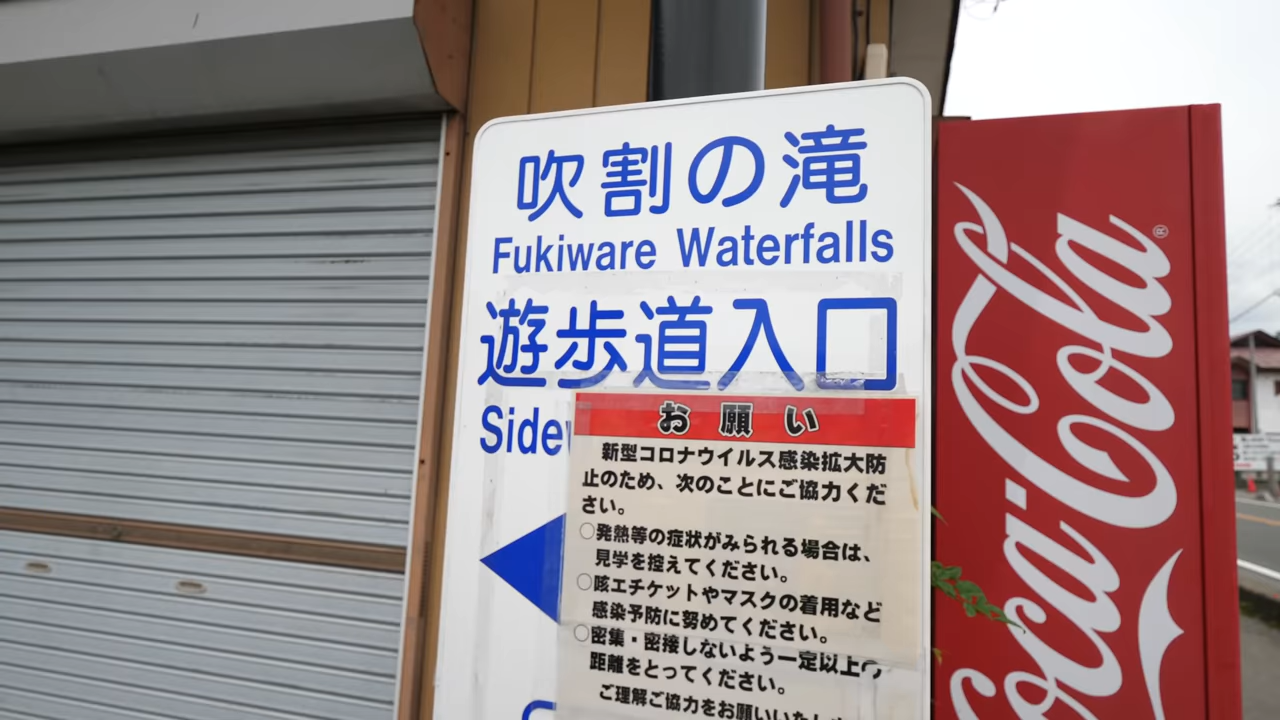 吹割の滝
Fukiware Waterfalls
遊歩道入口
Side
お願い
新型コロナウイルス感染拡大防
止のため、次のことにご協力くだ
さい。
○発熱等の症状がみられる場合は、
見学を控えてください。
○咳エチケットやマスクの着用など
感染予防に努めてください。
○密集・密接しないよう一定以上の
距離をとってください。
ご理解ご協力をお願いいたしま
Coca-Cola
®